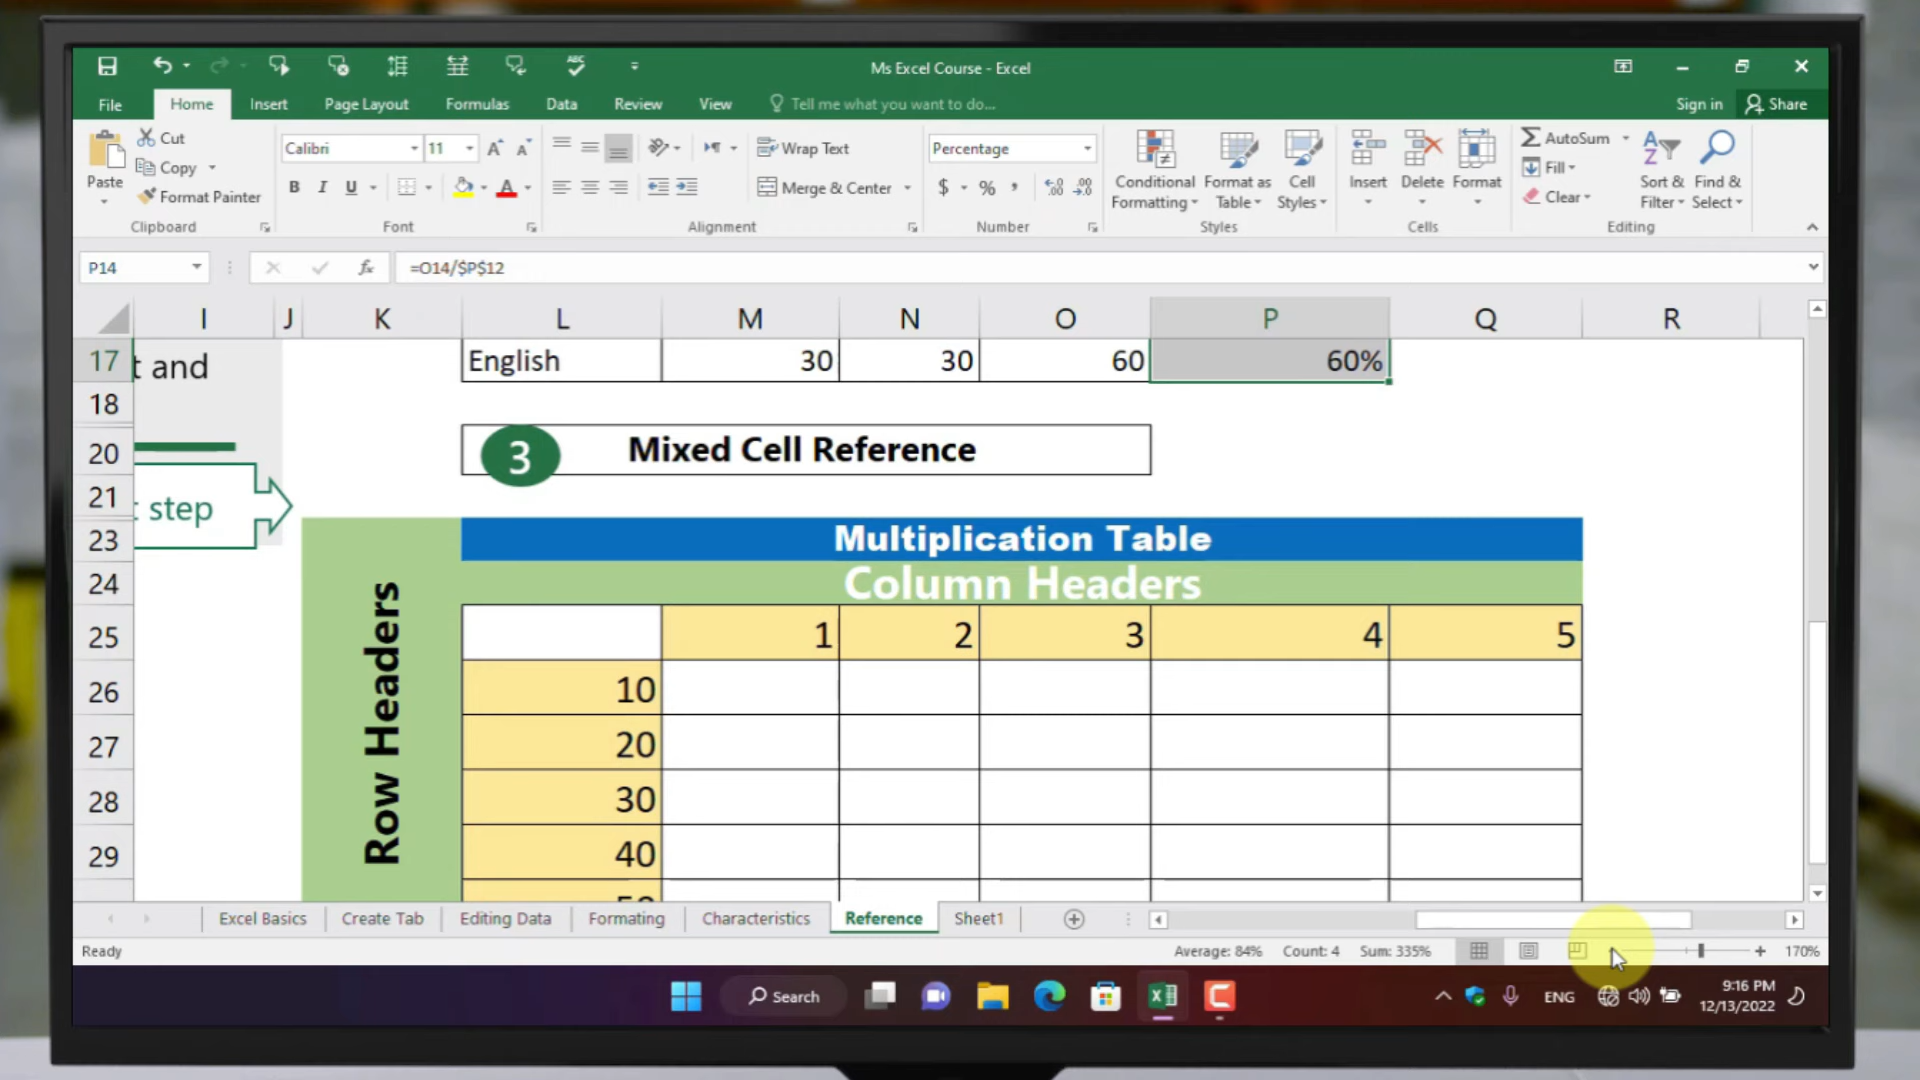 Ms Excel Course - Excel
File Home Insert Page Layout Formulas Data Review View Tell me what you want to do... Sign in Share
Paste
Cut
Copy
Format Painter
Clipboard
Calibri 11
B I U A
Font
Wrap Text
Merge & Center
Alignment
Percentage
$ % ,
Number
Conditional Formatting
Format as Table
Cell Styles
Styles
Insert Delete Format
Cells
AutoSum
Fill
Clear
Sort & Filter
Find & Select
Editing
P14 fx =O14/$P$12
I J K L M N O P Q R
17 t and English 30 30 60 60%
18
20 3 Mixed Cell Reference
21 step
23 Multiplication Table
24 Column Headers
Row Headers
25 1 2 3 4 5
26 10
27 20
28 30
29 40
Excel Basics Create Tab Editing Data Formating Characteristics Reference Sheet1
Ready Average: 84% Count: 4 Sum: 335% 170%
Search ENG 9:16 PM
12/13/2022